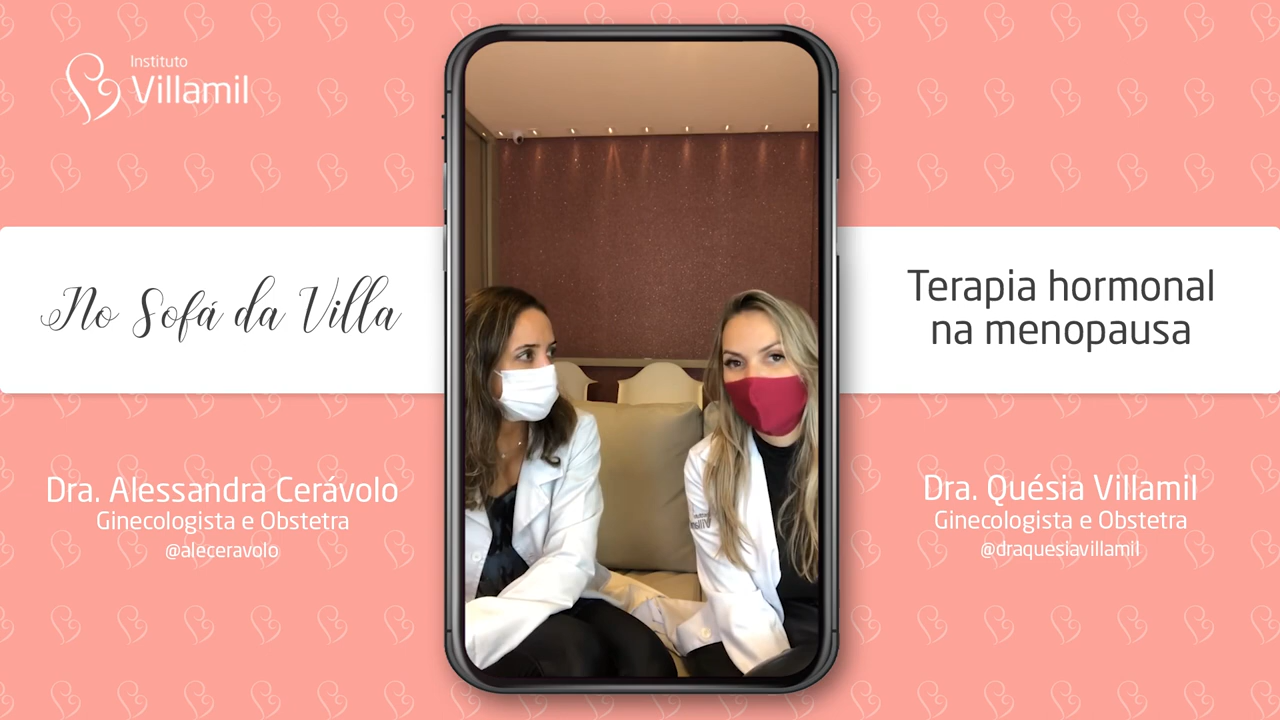 Instituto
Villamil
No Sofá da Villa
Terapia hormonal
na menopausa
Dra. Alessandra Cerávolo
Ginecologista e Obstetra
@aleceravolo
Dra. Quésia Villamil
Ginecologista e Obstetra
@draquesiavillamil